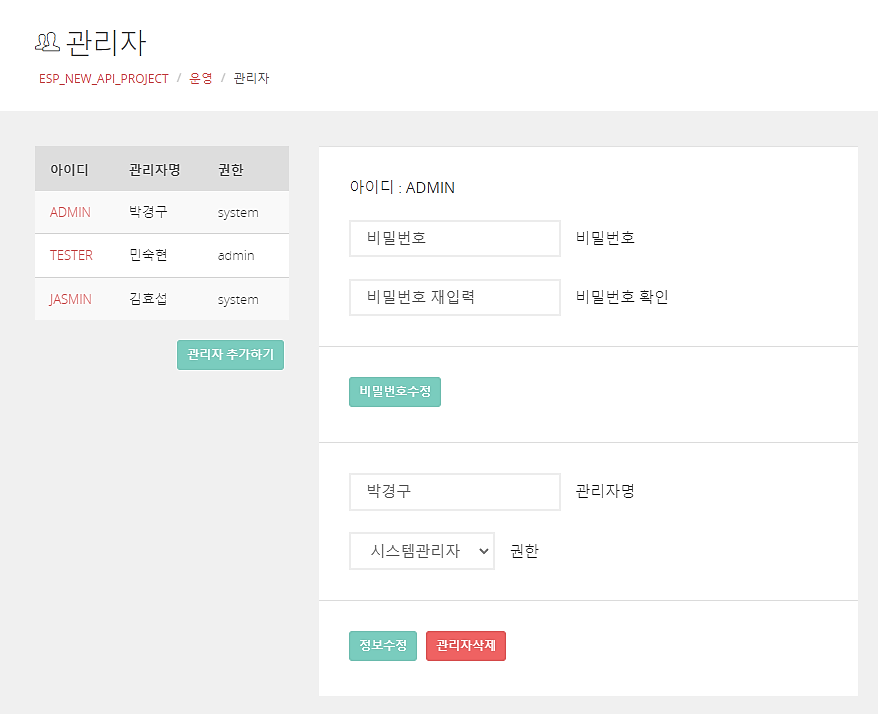 관리자
ESP_NEW_API_PROJECT / 운영 / 관리자
아이디 관리자명 권한
ADMIN 박경구 system
TESTER 민숙현 admin
JASMIN 김효섭 system
관리자 추가하기
아이디 : ADMIN
비밀번호 비밀번호
비밀번호 재입력 비밀번호 확인
비밀번호수정
박경구 관리자명
시스템관리자 권한
정보수정 관리자삭제